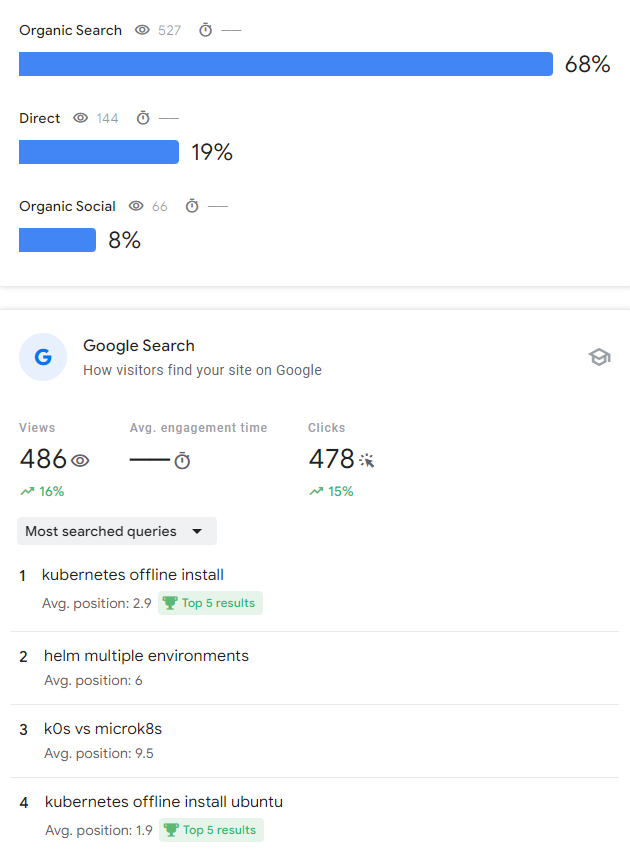 Organic Search 527 ——
68%
Direct 144 ——
19%
Organic Social 66 ——
8%
G Google Search
How visitors find your site on Google
Views Avg. engagement time Clicks
486 —— 478
16% 15%
Most searched queries
1 kubernetes offline install
Avg. position: 2.9 Top 5 results
2 helm multiple environments
Avg. position: 6
3 k0s vs microk8s
Avg. position: 9.5
4 kubernetes offline install ubuntu
Avg. position: 1.9 Top 5 results